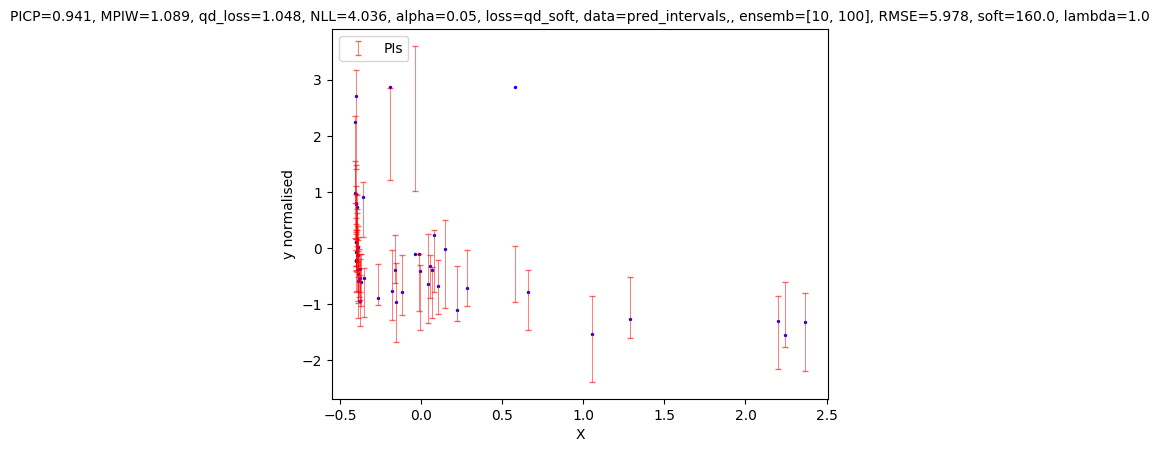 PICP=0.941, MPIW=1.089, qd_loss=1.048, NLL=4.036, alpha=0.05, loss=qd_soft, data=pred_intervals,, ensemb=[10, 100], RMSE=5.978, soft=160.0, lambda=1.0
PIs
y normalised
3
2
1
0
−1
−2
−0.5 0.0 0.5 1.0 1.5 2.0 2.5
X